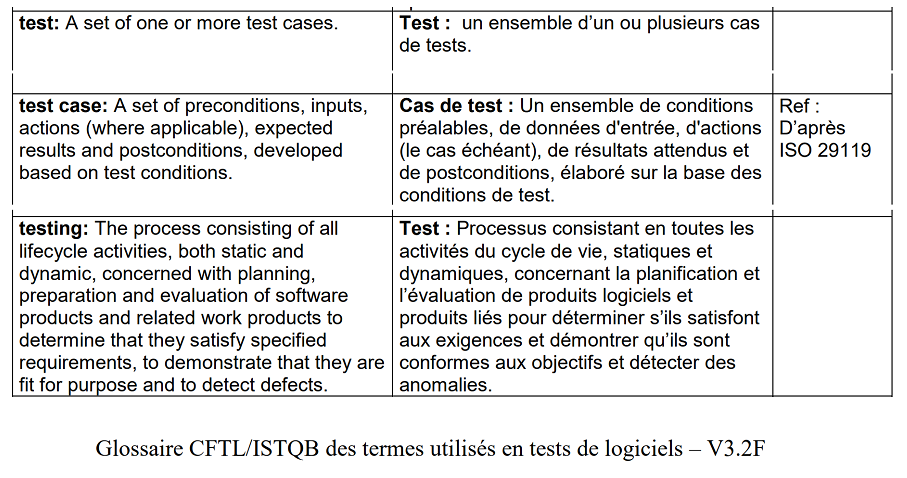 test: A set of one or more test cases.
Test :  un ensemble d’un ou plusieurs cas
de tests.
test case: A set of preconditions, inputs,
actions (where applicable), expected
results and postconditions, developed
based on test conditions.
Cas de test : Un ensemble de conditions
préalables, de données d'entrée, d'actions
(le cas échéant), de résultats attendus et
de postconditions, élaboré sur la base des
conditions de test.
Ref :
D’après
ISO 29119
testing: The process consisting of all
lifecycle activities, both static and
dynamic, concerned with planning,
preparation and evaluation of software
products and related work products to
determine that they satisfy specified
requirements, to demonstrate that they are
fit for purpose and to detect defects.
Test : Processus consistant en toutes les
activités du cycle de vie, statiques et
dynamiques, concernant la planification et
l’évaluation de produits logiciels et
produits liés pour déterminer s’ils satisfont
aux exigences et démontrer qu’ils sont
conformes aux objectifs et détecter des
anomalies.
Glossaire CFTL/ISTQB des termes utilisés en tests de logiciels – V3.2F